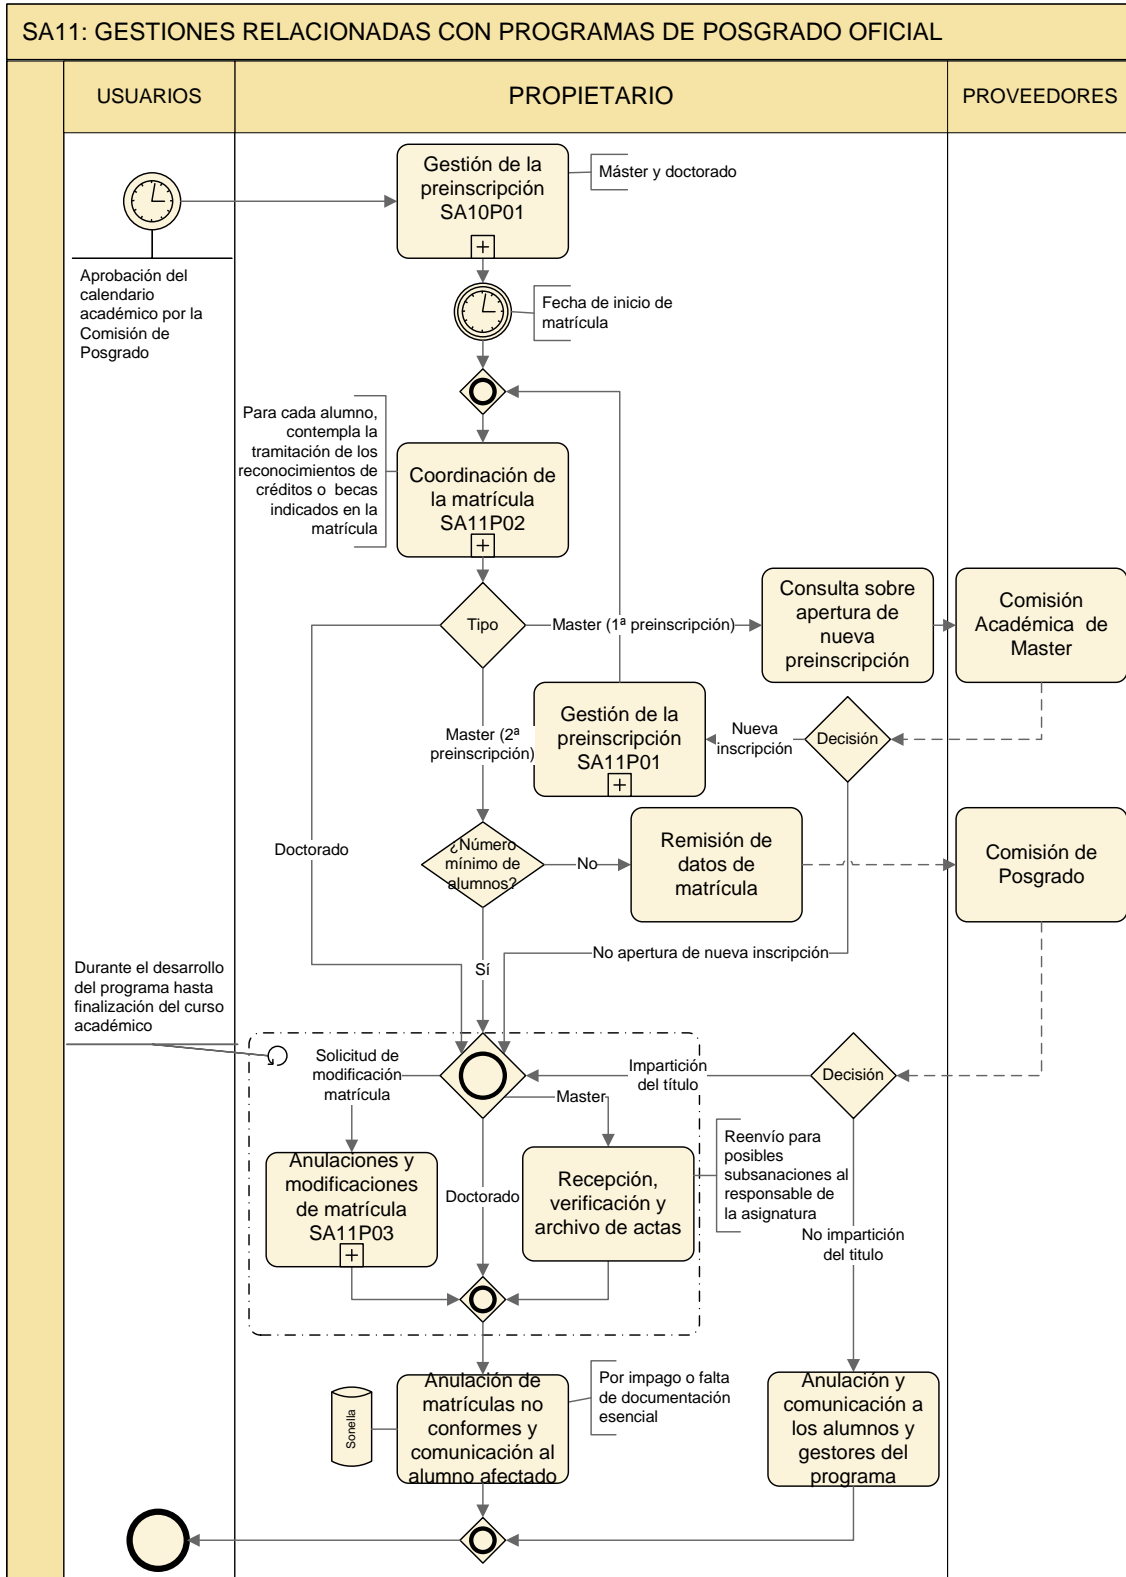 SA11: GESTIONES RELACIONADAS CON PROGRAMAS DE POSGRADO OFICIAL
USUARIOS
PROPIETARIO
PROVEEDORES
Gestión de la
preinscripción
SA10P01
Máster y doctorado
Aprobación del
calendario
académico por la
Comisión de
Posgrado
Fecha de inicio de
matrícula
Para cada alumno,
contempla la
tramitación de los
reconocimientos de
créditos o becas
indicados en la
matrícula
Coordinación de
la matrícula
SA11P02
Tipo
Master (1ª preinscripción)
Consulta sobre
apertura de
nueva
preinscripción
Comisión
Académica de
Master
Master (2ª
preinscripción)
Gestión de la
preinscripción
SA11P01
Nueva
inscripción
Decisión
Doctorado
¿Número
mínimo de
alumnos?
No
Remisión de
datos de
matrícula
Comisión de
Posgrado
No apertura de nueva inscripción
Sí
Durante el desarrollo
del programa hasta
finalización del curso
académico
Solicitud de
modificación
matrícula
Impartición
del título
Decisión
Master
Anulaciones y
modificaciones
de matrícula
SA11P03
Doctorado
Recepción,
verificación y
archivo de actas
Reenvío para
posibles
subsanaciones al
responsable de
la asignatura
No impartición
del titulo
Sonella
Anulación de
matrículas no
conformes y
comunicación al
alumno afectado
Por impago o falta
de documentación
esencial
Anulación y
comunicación a
los alumnos y
gestores del
programa